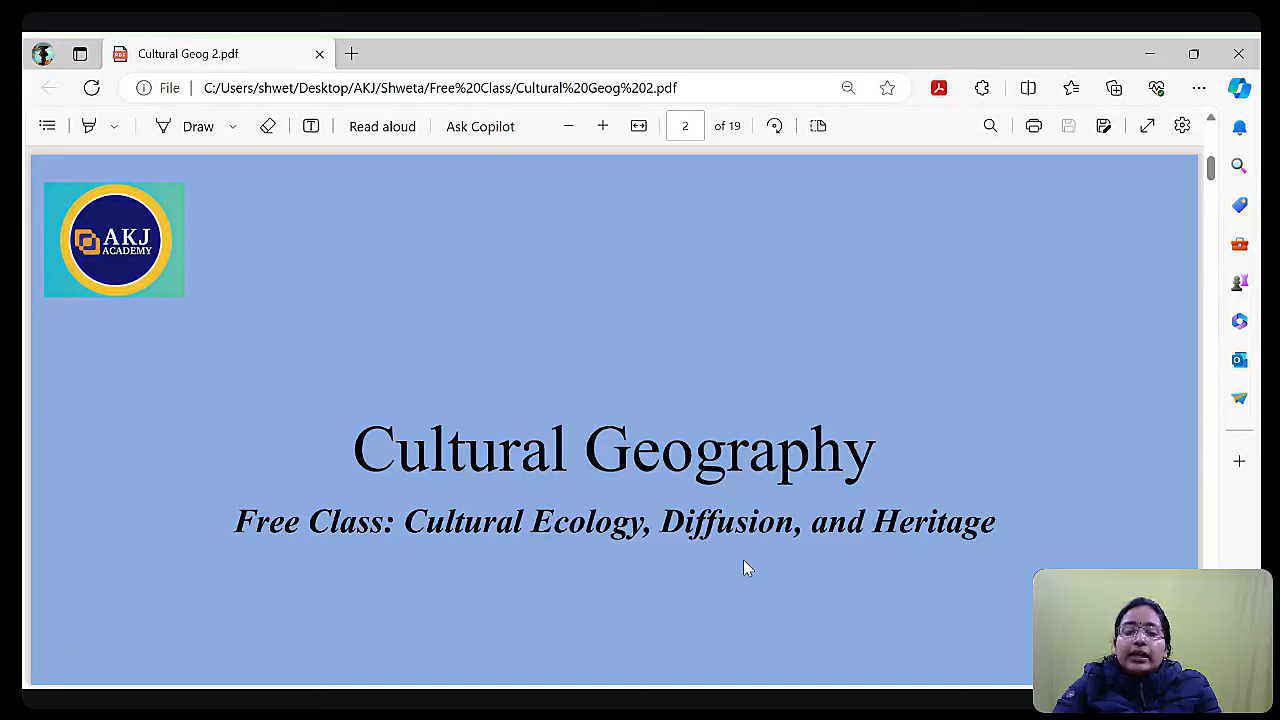 Cultural Geog 2.pdf
File C:/Users/shwet/Desktop/AKJ/Shweta/Free%20Class/Cultural%20Geog%202.pdf
Draw Read aloud Ask Copilot 2 of 19
AKJ
ACADEMY
Cultural Geography
Free Class: Cultural Ecology, Diffusion, and Heritage